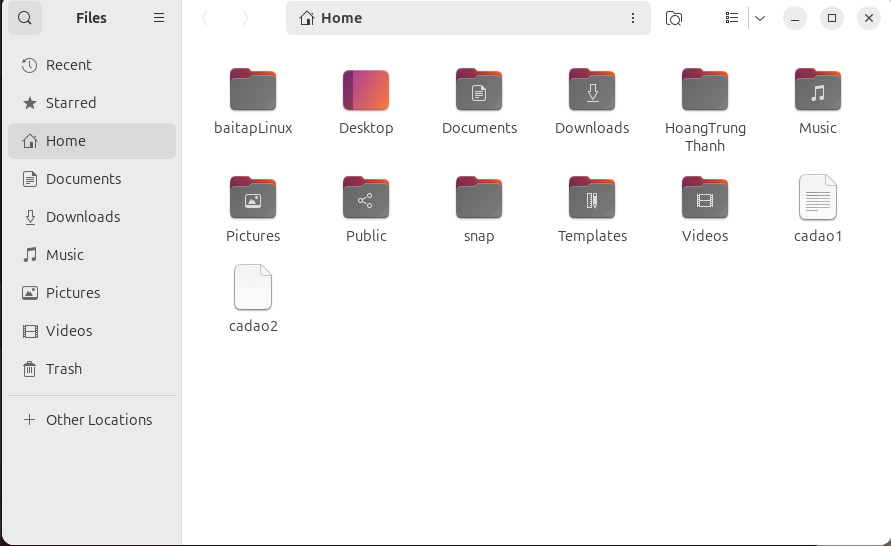 Files
Home
Recent
Starred
Home
Documents
Downloads
Music
Pictures
Videos
Trash
Other Locations
baitapLinux
Desktop
Documents
Downloads
HoangTrung
Thanh
Music
Pictures
Public
snap
Templates
Videos
cadao1
cadao2